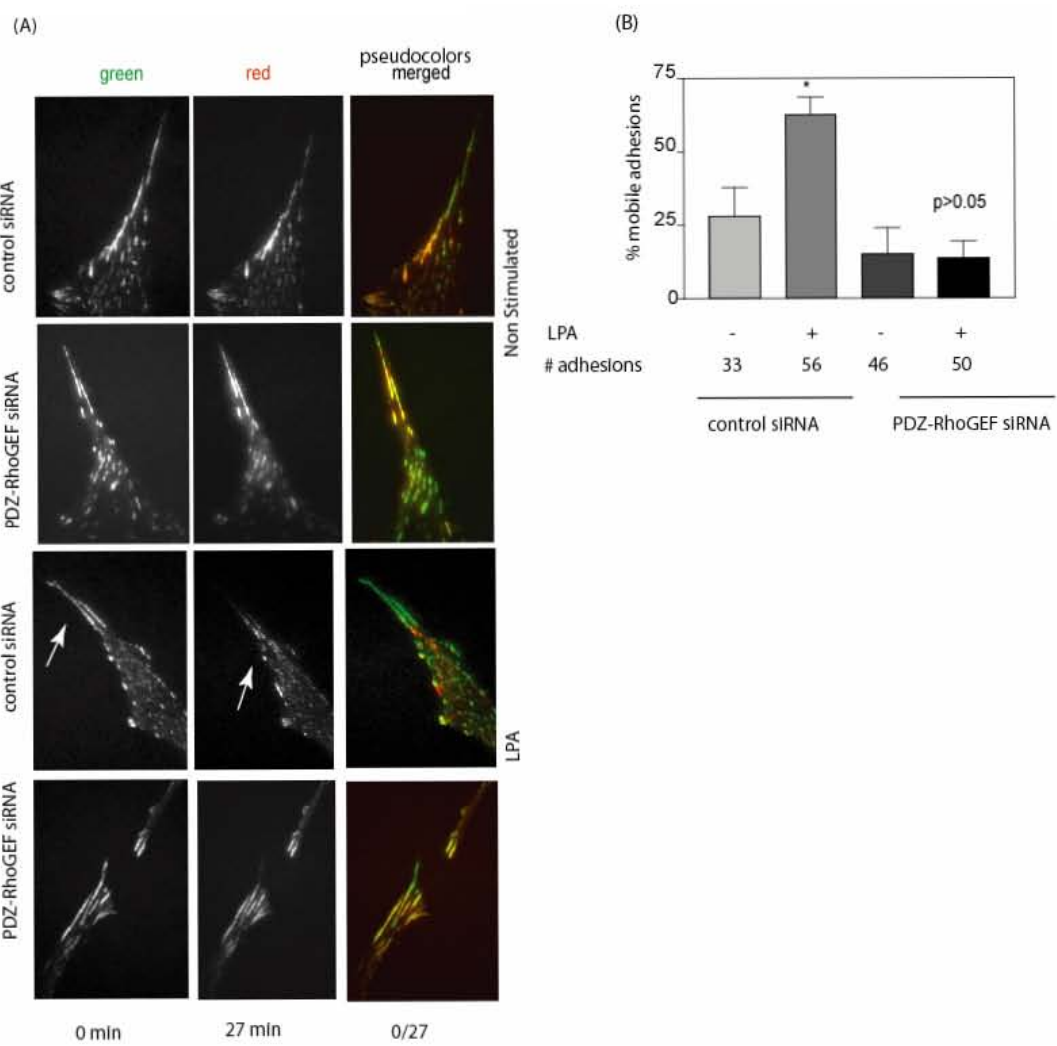 (A)
green
red
pseudocolors
merged
control siRNA
PDZ-RhoGEF siRNA
Non Stimulated
control siRNA
PDZ-RhoGEF siRNA
LPA
0 min
27 min
0/27
(B)
% mobile adhesions
75
50
25
0
*
p>0.05
LPA - + - +
# adhesions 33 56 46 50
control siRNA
PDZ-RhoGEF siRNA